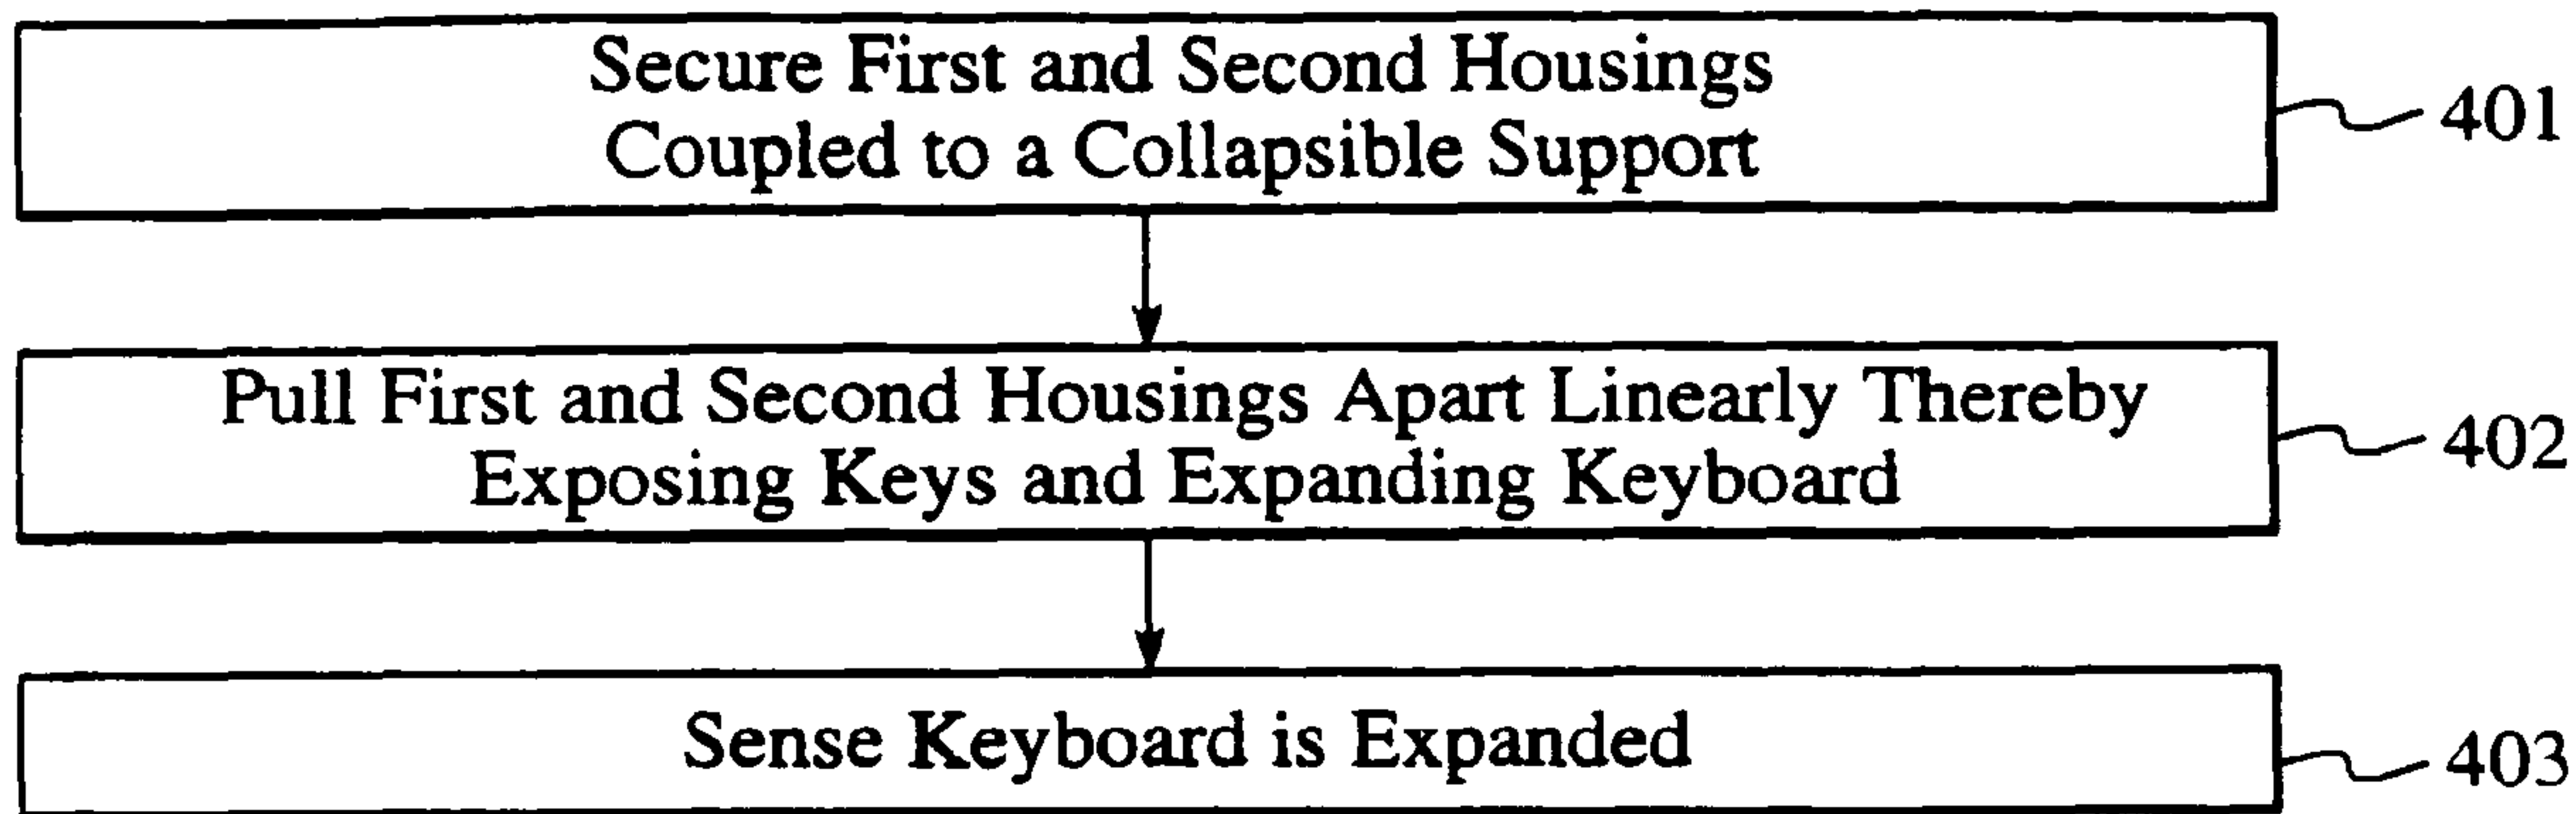 Secure First and Second Housings
Coupled to a Collapsible Support
401
Pull First and Second Housings Apart Linearly Thereby
Exposing Keys and Expanding Keyboard
402
Sense Keyboard is Expanded
403